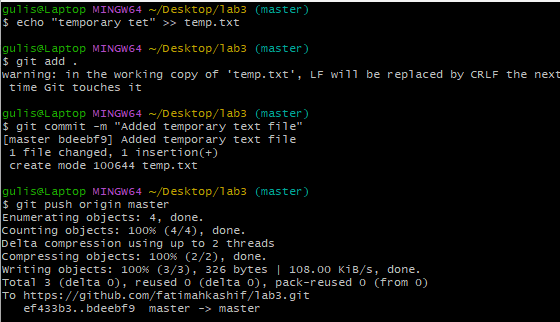 gulis@Laptop MINGW64 ~/Desktop/lab3 (master)
$ echo "temporary tet" >> temp.txt
gulis@Laptop MINGW64 ~/Desktop/lab3 (master)
$ git add .
warning: in the working copy of 'temp.txt', LF will be replaced by CRLF the next
 time Git touches it
gulis@Laptop MINGW64 ~/Desktop/lab3 (master)
$ git commit -m "Added temporary text file"
[master bdeebf9] Added temporary text file
 1 file changed, 1 insertion(+)
 create mode 100644 temp.txt
gulis@Laptop MINGW64 ~/Desktop/lab3 (master)
$ git push origin master
Enumerating objects: 4, done.
Counting objects: 100% (4/4), done.
Delta compression using up to 2 threads
Compressing objects: 100% (2/2), done.
Writing objects: 100% (3/3), 326 bytes | 108.00 KiB/s, done.
Total 3 (delta 0), reused 0 (delta 0), pack-reused 0 (from 0)
To https://github.com/fatimahkashif/lab3.git
   ef433b3..bdeebf9  master -> master